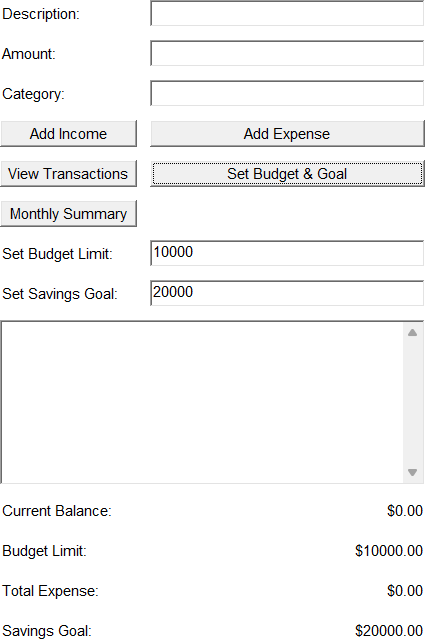 Description:
Amount:
Category:
Add Income Add Expense
View Transactions Set Budget & Goal
Monthly Summary
Set Budget Limit: 10000
Set Savings Goal: 20000
Current Balance: $0.00
Budget Limit: $10000.00
Total Expense: $0.00
Savings Goal: $20000.00